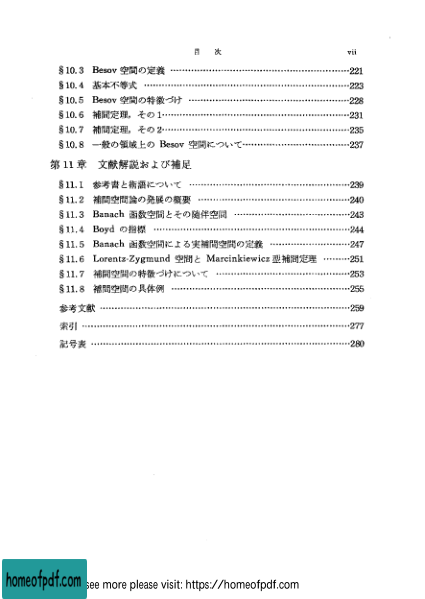 目 次 vii
§10.3 Besov 空間の定義 ……221
§10.4 基本不等式 ……223
§10.5 Besov 空間の特徴づけ ……228
§10.6 補間定理，その1……231
§10.7 補間定理，その2……235
§10.8 一般の領域上の Besov 空間について……237
第11章 文献解説および補足
§11.1 参考書と術語について ……239
§11.2 補間空間論の発展の概要 ……240
§11.3 Banach 函数空間とその随伴空間 ……243
§11.4 Boyd の指標 ……244
§11.5 Banach 函数空間による実補間空間の定義 ……247
§11.6 Lorentz-Zygmund 空間と Marcinkiewicz 型補間定理 ……251
§11.7 補間空間の特徴づけについて ……253
§11.8 補間空間の具体例 ……255
参考文献 ……259
索引 ……277
記号表 ……280
homeofpdf.com
see more please visit: https://homeofpdf.com